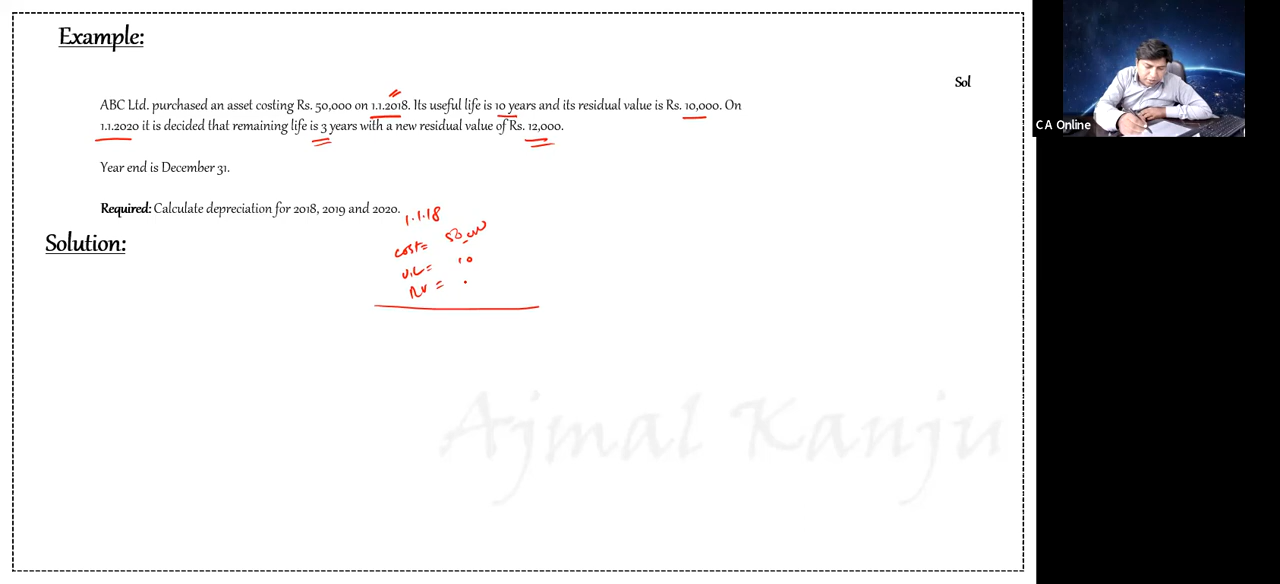 Example:
Sol
ABC Ltd. purchased an asset costing Rs. 50,000 on 1.1.2018. Its useful life is 10 years and its residual value is Rs. 10,000. On
1.1.2020 it is decided that remaining life is 3 years with a new residual value of Rs. 12,000.
C A Online
Year end is December 31.
Required: Calculate depreciation for 2018, 2019 and 2020.
1.1.18
Solution:
cost= 50,000
U.L= 10
RV =
Ajmal Kanju